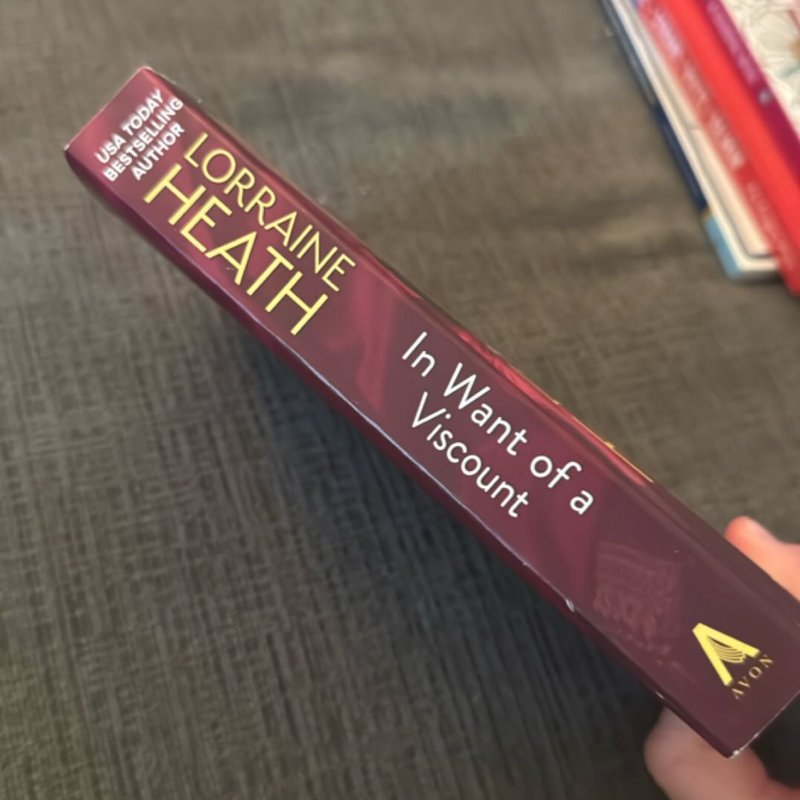 USA TODAY
BESTSELLING
AUTHOR
LORRAINE
HEATH
In Want of a
Viscount
AVON